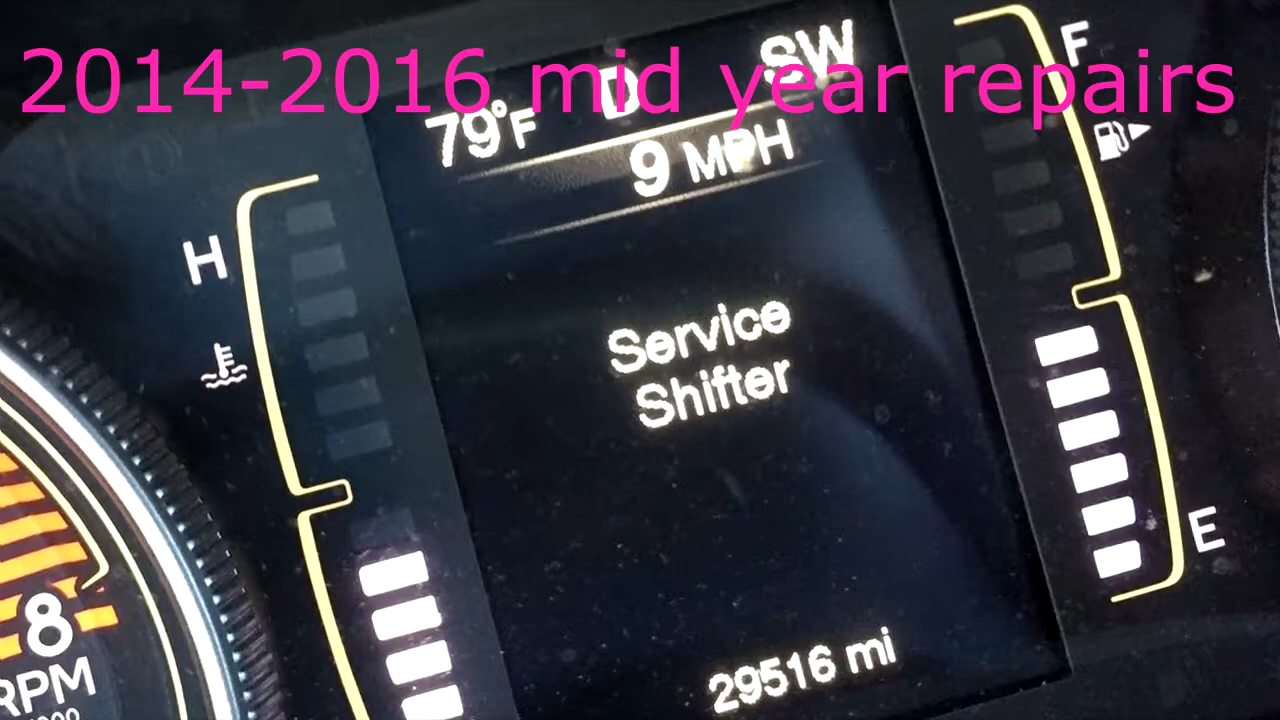 2014-2016 mid year repairs
79°F D SW
9 MPH
H
F
Service
Shifter
E
8
RPM
29516 mi